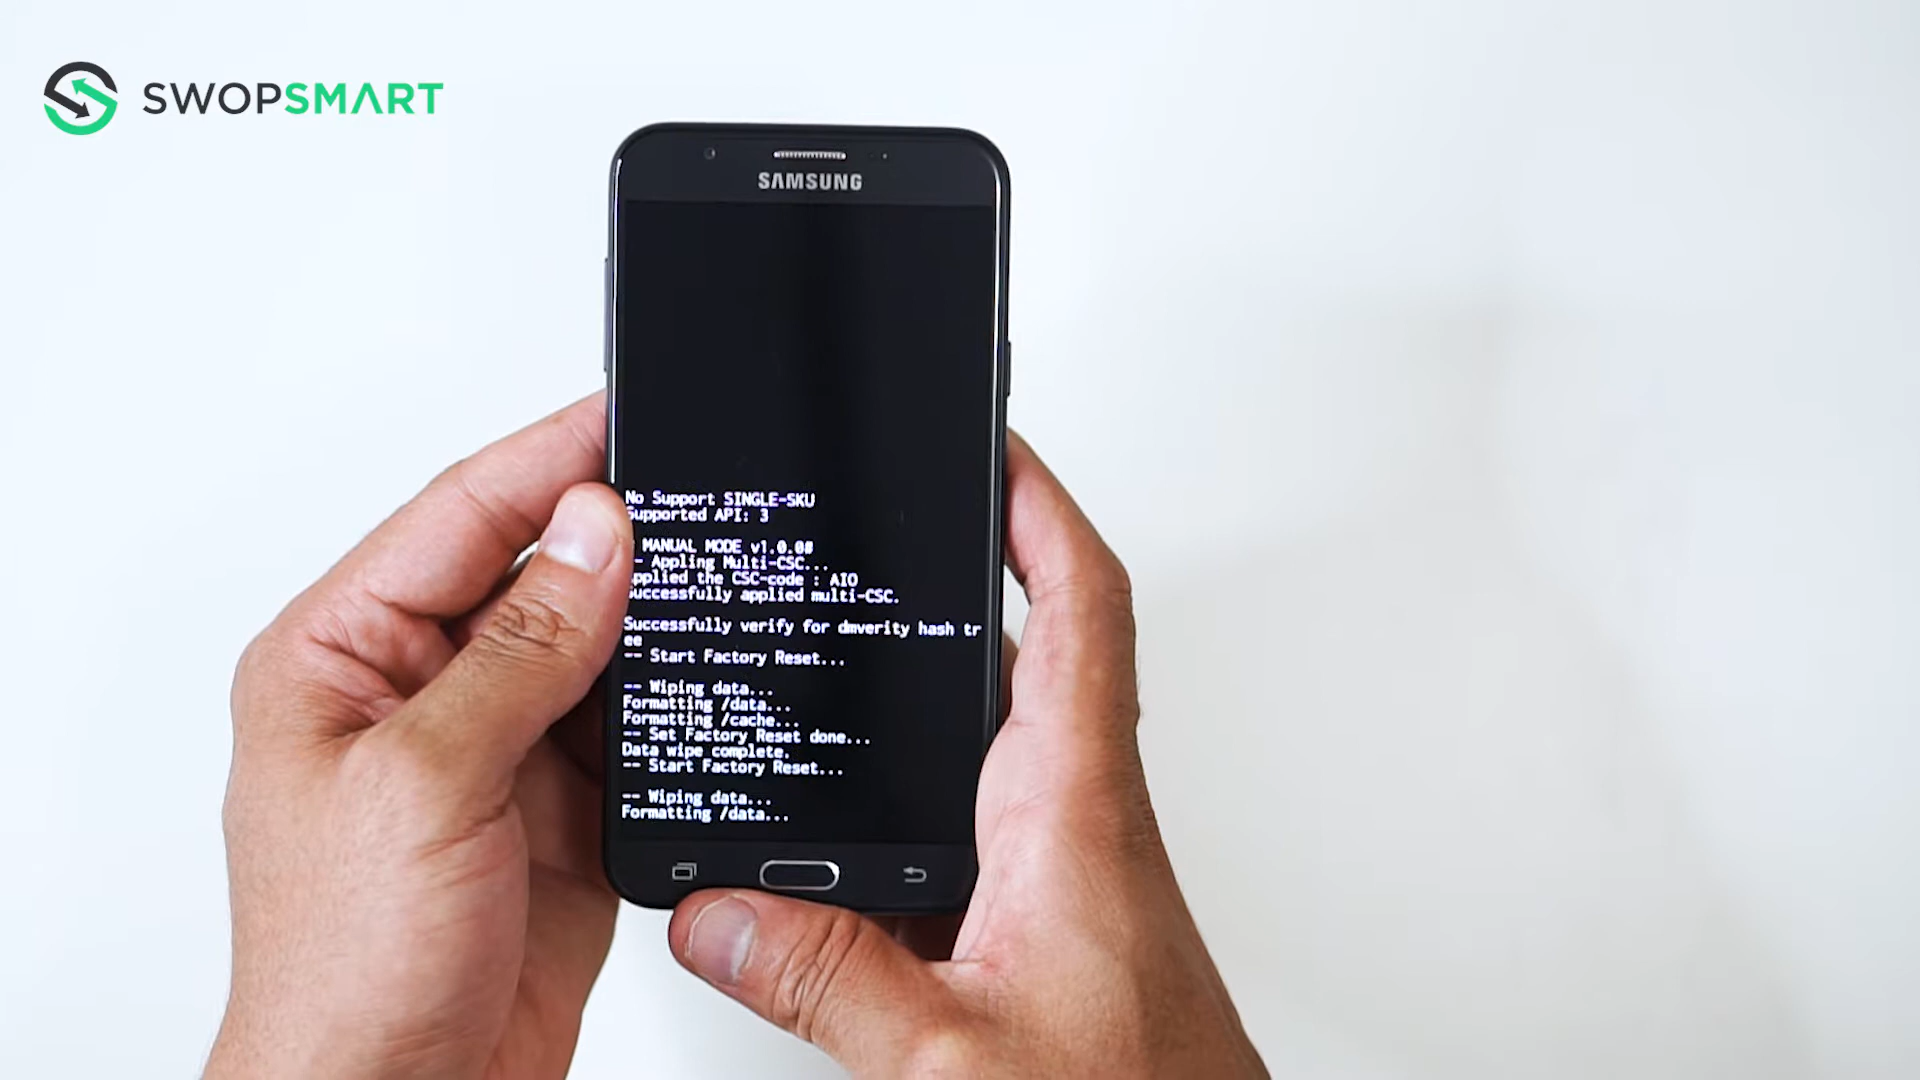 SWOPSMART
SAMSUNG
No Support SINGLE-SKU
Supported API: 3
MANUAL MODE v1.0.0#
- Appling Multi-CSC...
pplied the CSC-code : AIO
uccessfully applied multi-CSC.
Successfully verify for dmverity hash tr
ee
-- Start Factory Reset...
-- Wiping data...
Formatting /data...
Formatting /cache...
-- Set Factory Reset done...
Data wipe complete.
-- Start Factory Reset...
-- Wiping data...
Formatting /data...